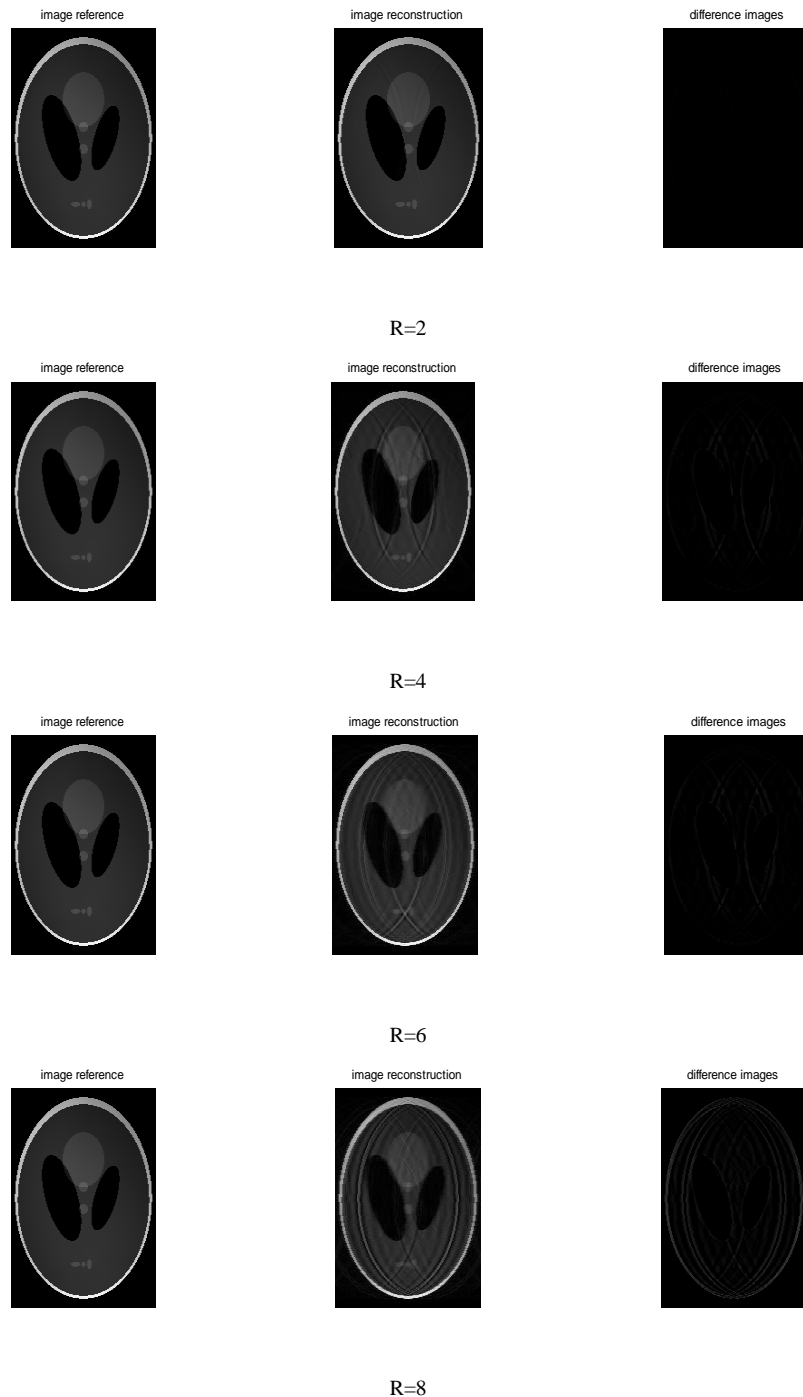 image reference
image reconstruction
difference images
R=2
image reference
image reconstruction
difference images
R=4
image reference
image reconstruction
difference images
R=6
image reference
image reconstruction
difference images
R=8